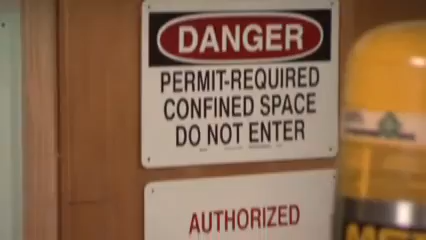 DANGER
PERMIT-REQUIRED
CONFINED SPACE
DO NOT ENTER
AUTHORIZED